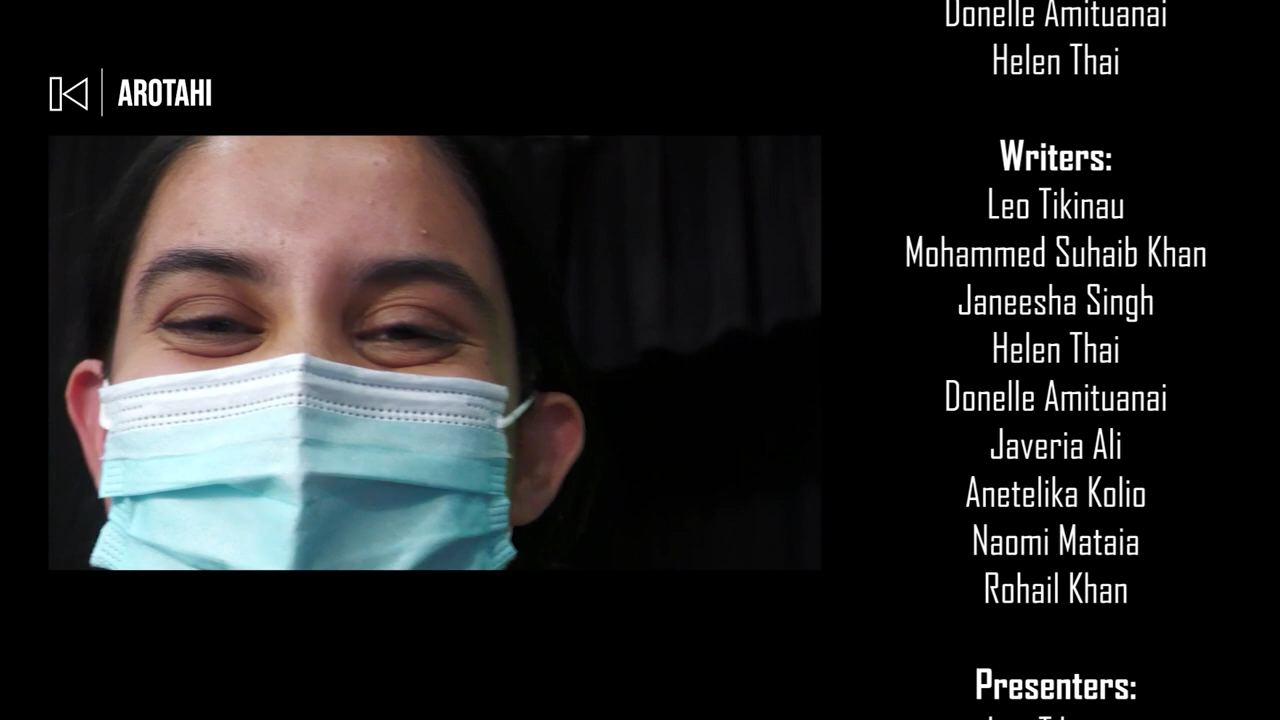 AROTAHI
Donelle Amituanai
Helen Thai
Writers:
Leo Tikinau
Mohammed Suhaib Khan
Janeesha Singh
Helen Thai
Donelle Amituanai
Javeria Ali
Anetelika Kolio
Naomi Mataia
Rohail Khan
Presenters: